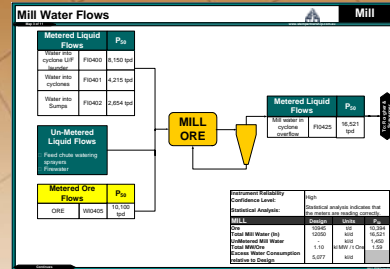 Mill Water Flows
Mill
Metered Liquid Flows
P50
Water into cyclone U/F launder
FI0400
8,150 tpd
Water into cyclones
FI0401
4,215 tpd
Water into Sumps
FI0402
2,654 tpd
Un-Metered Liquid Flows
Feed chute watering sprayers
Firewater
Metered Ore Flows
P50
ORE
WI0405
10,100 tpd
MILL ORE
Metered Liquid Flows
P50
Mill water in cyclone overflow
FI0425
16,521 tpd
Instrument Reliability Confidence Level:
High
Statistical Analysis:
Statistical analysis indicates that the meters are reading correctly.
MILL
Design
Units
P50
Ore
10945
t/d
10,394
Total Mill Water (In)
12050
kl/d
16,521
UnMetered Mill Water
-
kl/d
1,450
Total MW/Ore
1.10
kl MW / t Ore
1.59
Excess Water Consumption relative to Design
5,077
kl/d
Continue